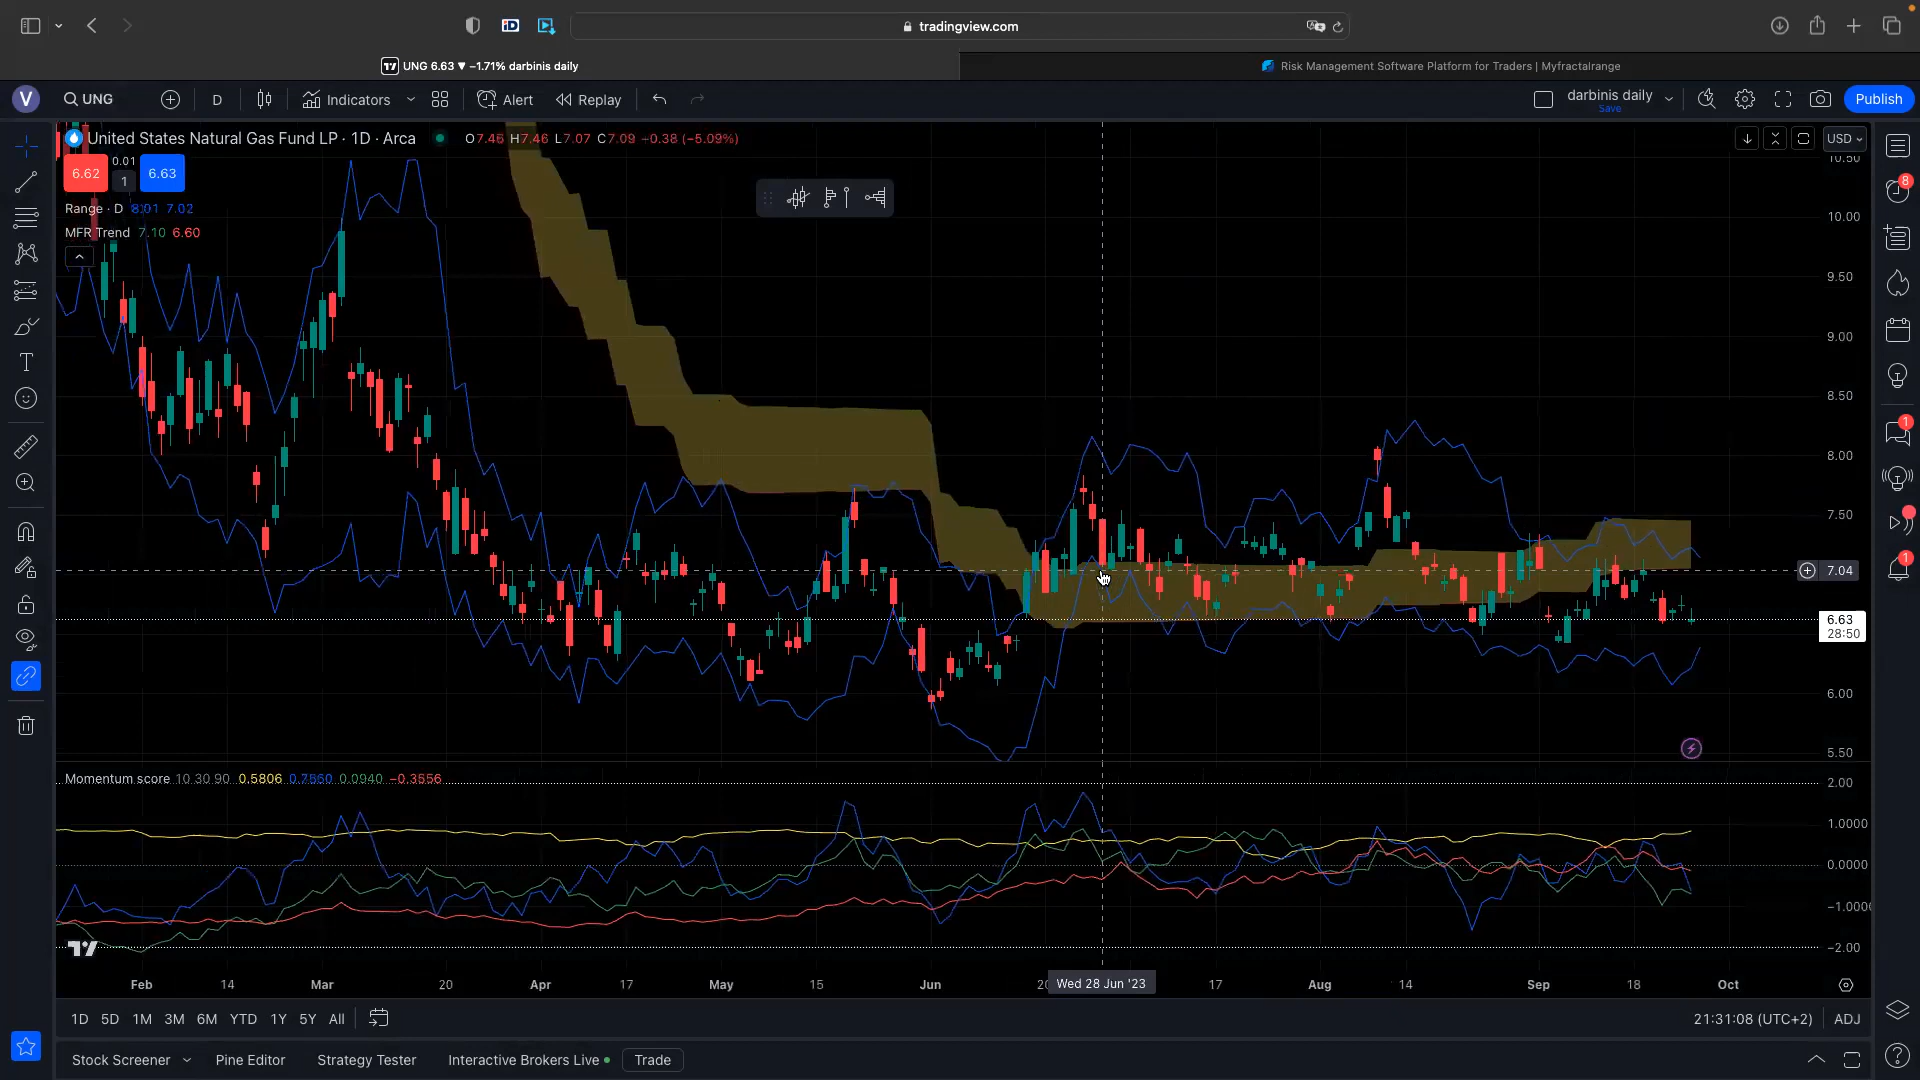 tradingview.com
UNG 6.63 ▼ −1.71% darbinis daily
Risk Management Software Platform for Traders | Myfractalrange
V
UNG
D
Indicators
Alert
Replay
darbinis daily
Save
Publish
United States Natural Gas Fund LP · 1D · Arca
O7.46 H7.46 L7.07 C7.09 −0.38 (−5.09%)
USD
6.62
0.01
1
6.63
Range · D 8.01 7.02
MFR Trend 7.10 6.60
10.50
10.00
9.50
9.00
8.50
8.00
7.50
7.04
6.63
28:50
6.00
5.50
8
1
1
Momentum score 10 30 90 0.5806 0.7560 0.0940 −0.3556
2.00
1.0000
0.0000
−1.0000
−2.00
Feb 14 Mar 20 Apr 17 May 15 Jun 20 Wed 28 Jun '23 17 Aug 14 Sep 18 Oct
1D 5D 1M 3M 6M YTD 1Y 5Y All
21:31:08 (UTC+2) ADJ
Stock Screener Pine Editor Strategy Tester Interactive Brokers Live Trade